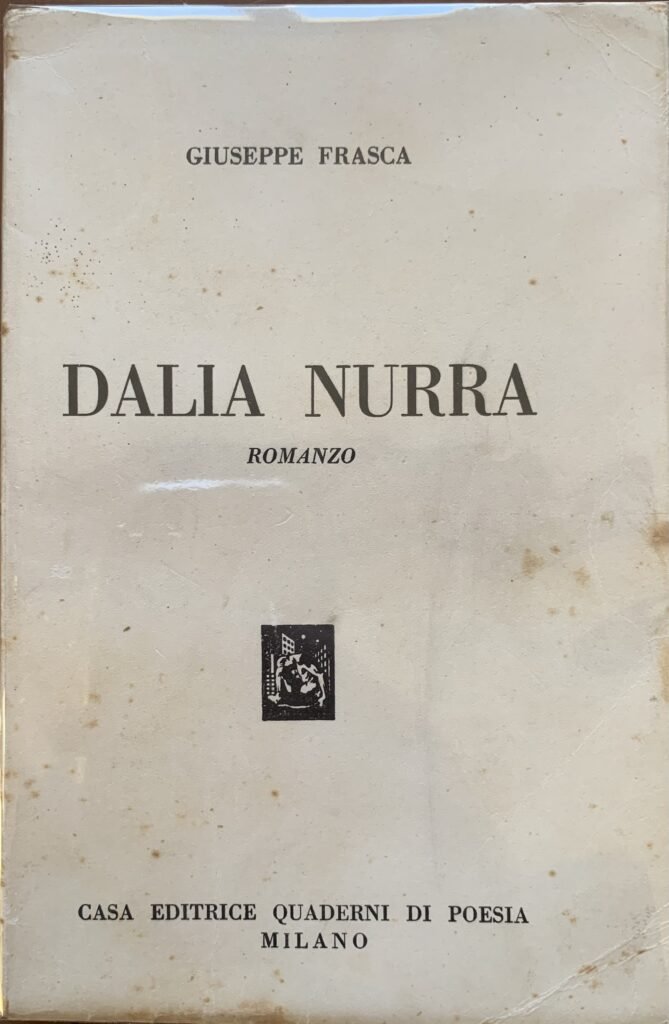 GIUSEPPE FRASCA
DALIA NURRA
ROMANZO
CASA EDITRICE QUADERNI DI POESIA
MILANO